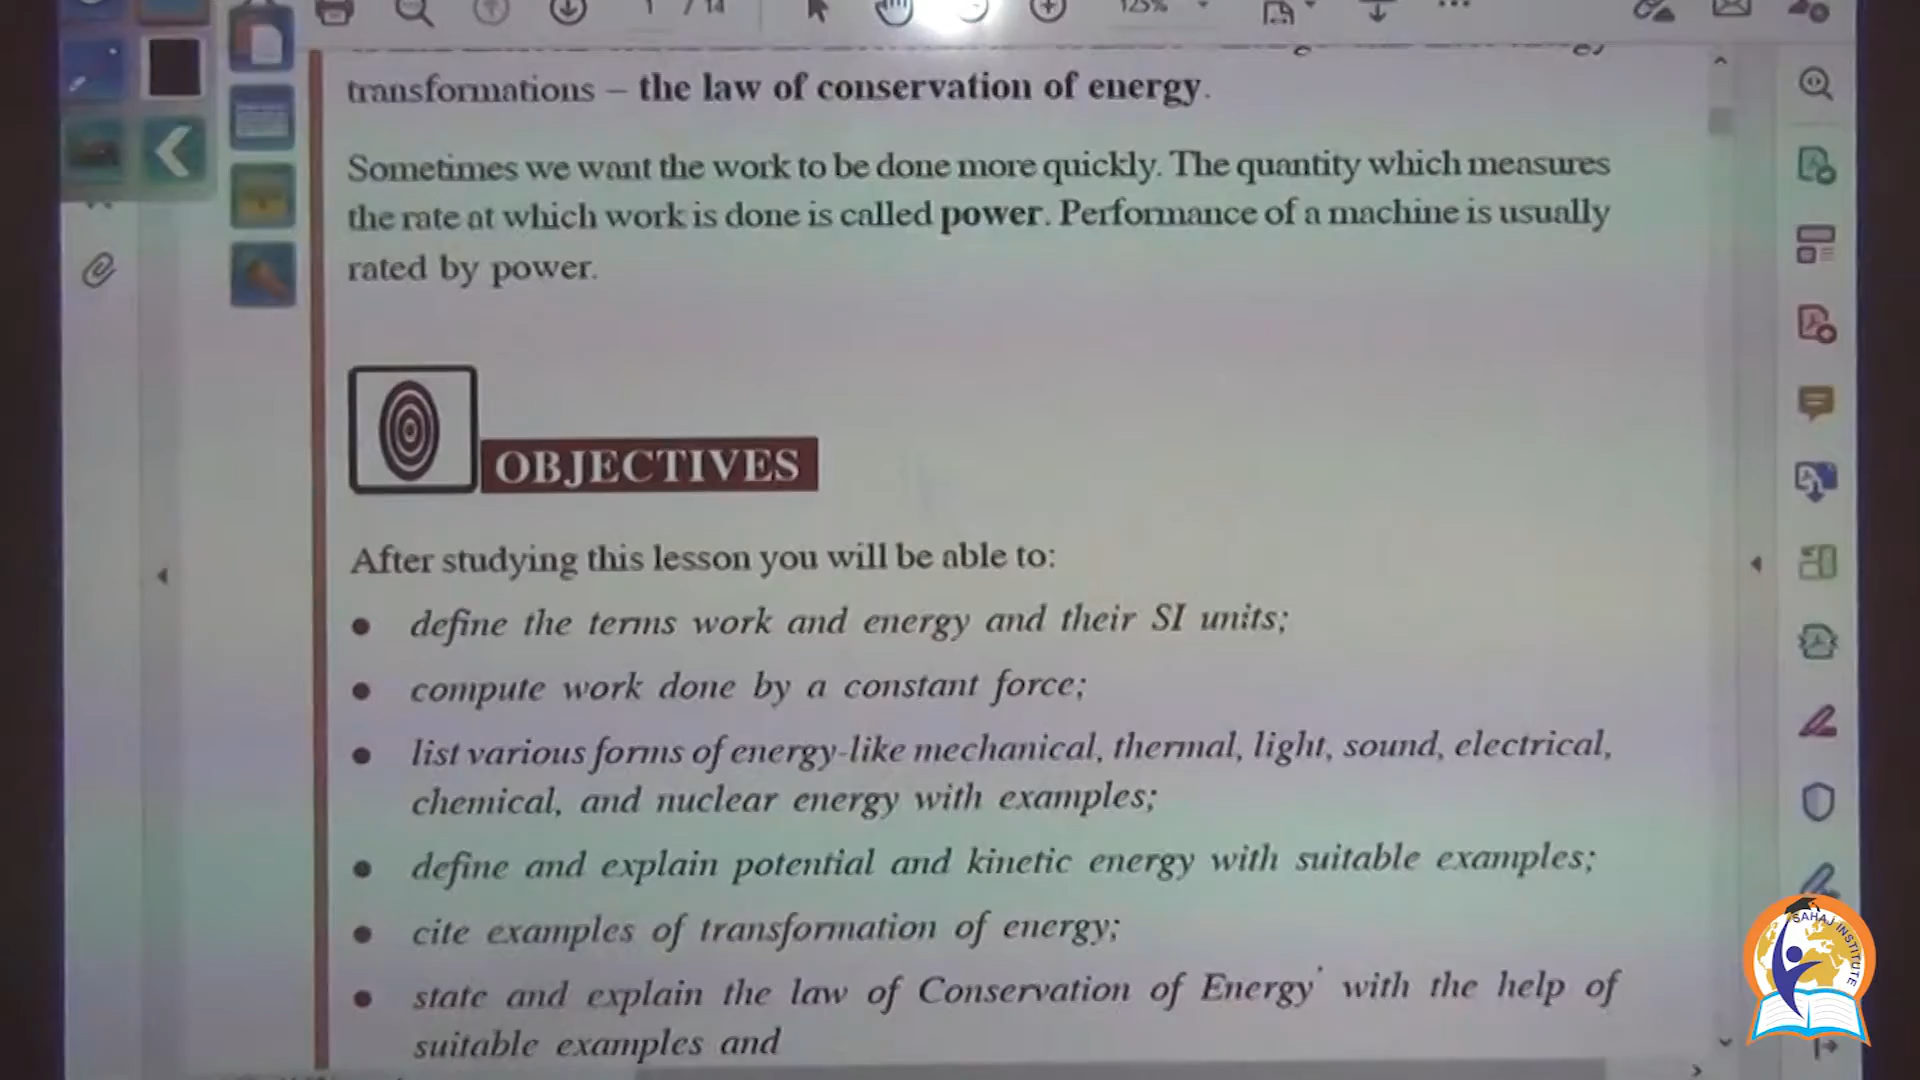 1 / 14
125%
transformations – the law of conservation of energy.
Sometimes we want the work to be done more quickly. The quantity which measures
the rate at which work is done is called power. Performance of a machine is usually
rated by power.
OBJECTIVES
After studying this lesson you will be able to:
• define the terms work and energy and their SI units;
• compute work done by a constant force;
• list various forms of energy-like mechanical, thermal, light, sound, electrical,
chemical, and nuclear energy with examples;
• define and explain potential and kinetic energy with suitable examples;
• cite examples of transformation of energy;
• state and explain the law of Conservation of Energy' with the help of
suitable examples and
SAHAJ INSTITUTE